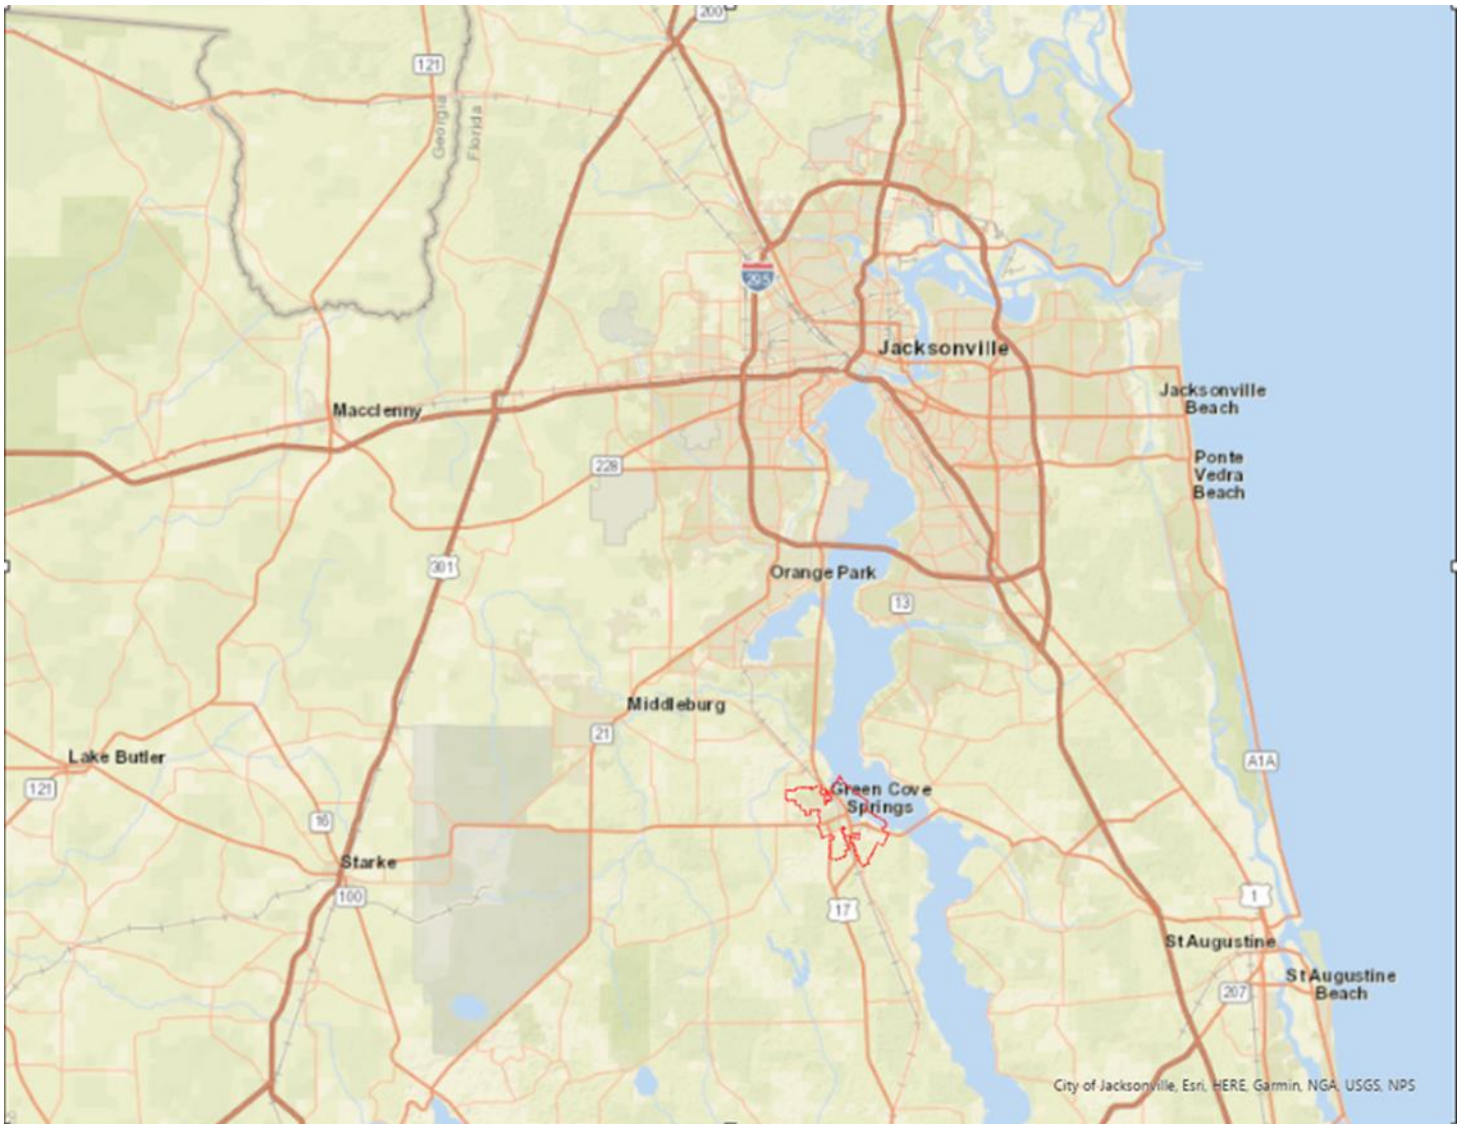 200
121
Georgia
Florida
295
Jacksonville
Jacksonville
Beach
Macclenny
Ponte
Vedra
Beach
228
301
Orange Park
13
Middleburg
21
Lake Butler
A1A
121
Green Cove
Springs
16
Starke
100
1
17
St Augustine
St Augustine
Beach
207
City of Jacksonville, Esri, HERE, Garmin, NGA, USGS, NPS